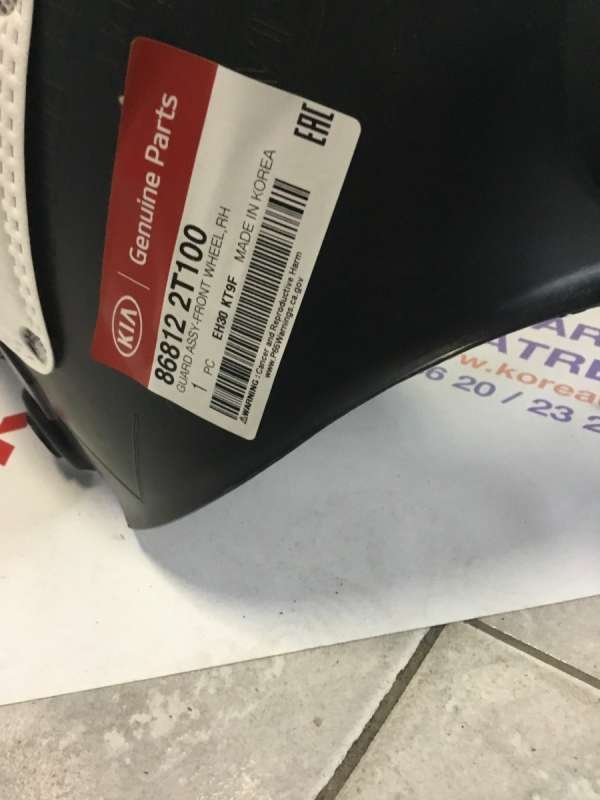 KIA
Genuine Parts
86812 2T100
GUARD ASSY-FRONT WHEEL,RH
1 PC EH30 KT9F MADE IN KOREA
EAC
⚠WARNING: Cancer and Reproductive Harm
www.P65Warnings.ca.gov
w.korea
6 20 / 23 2